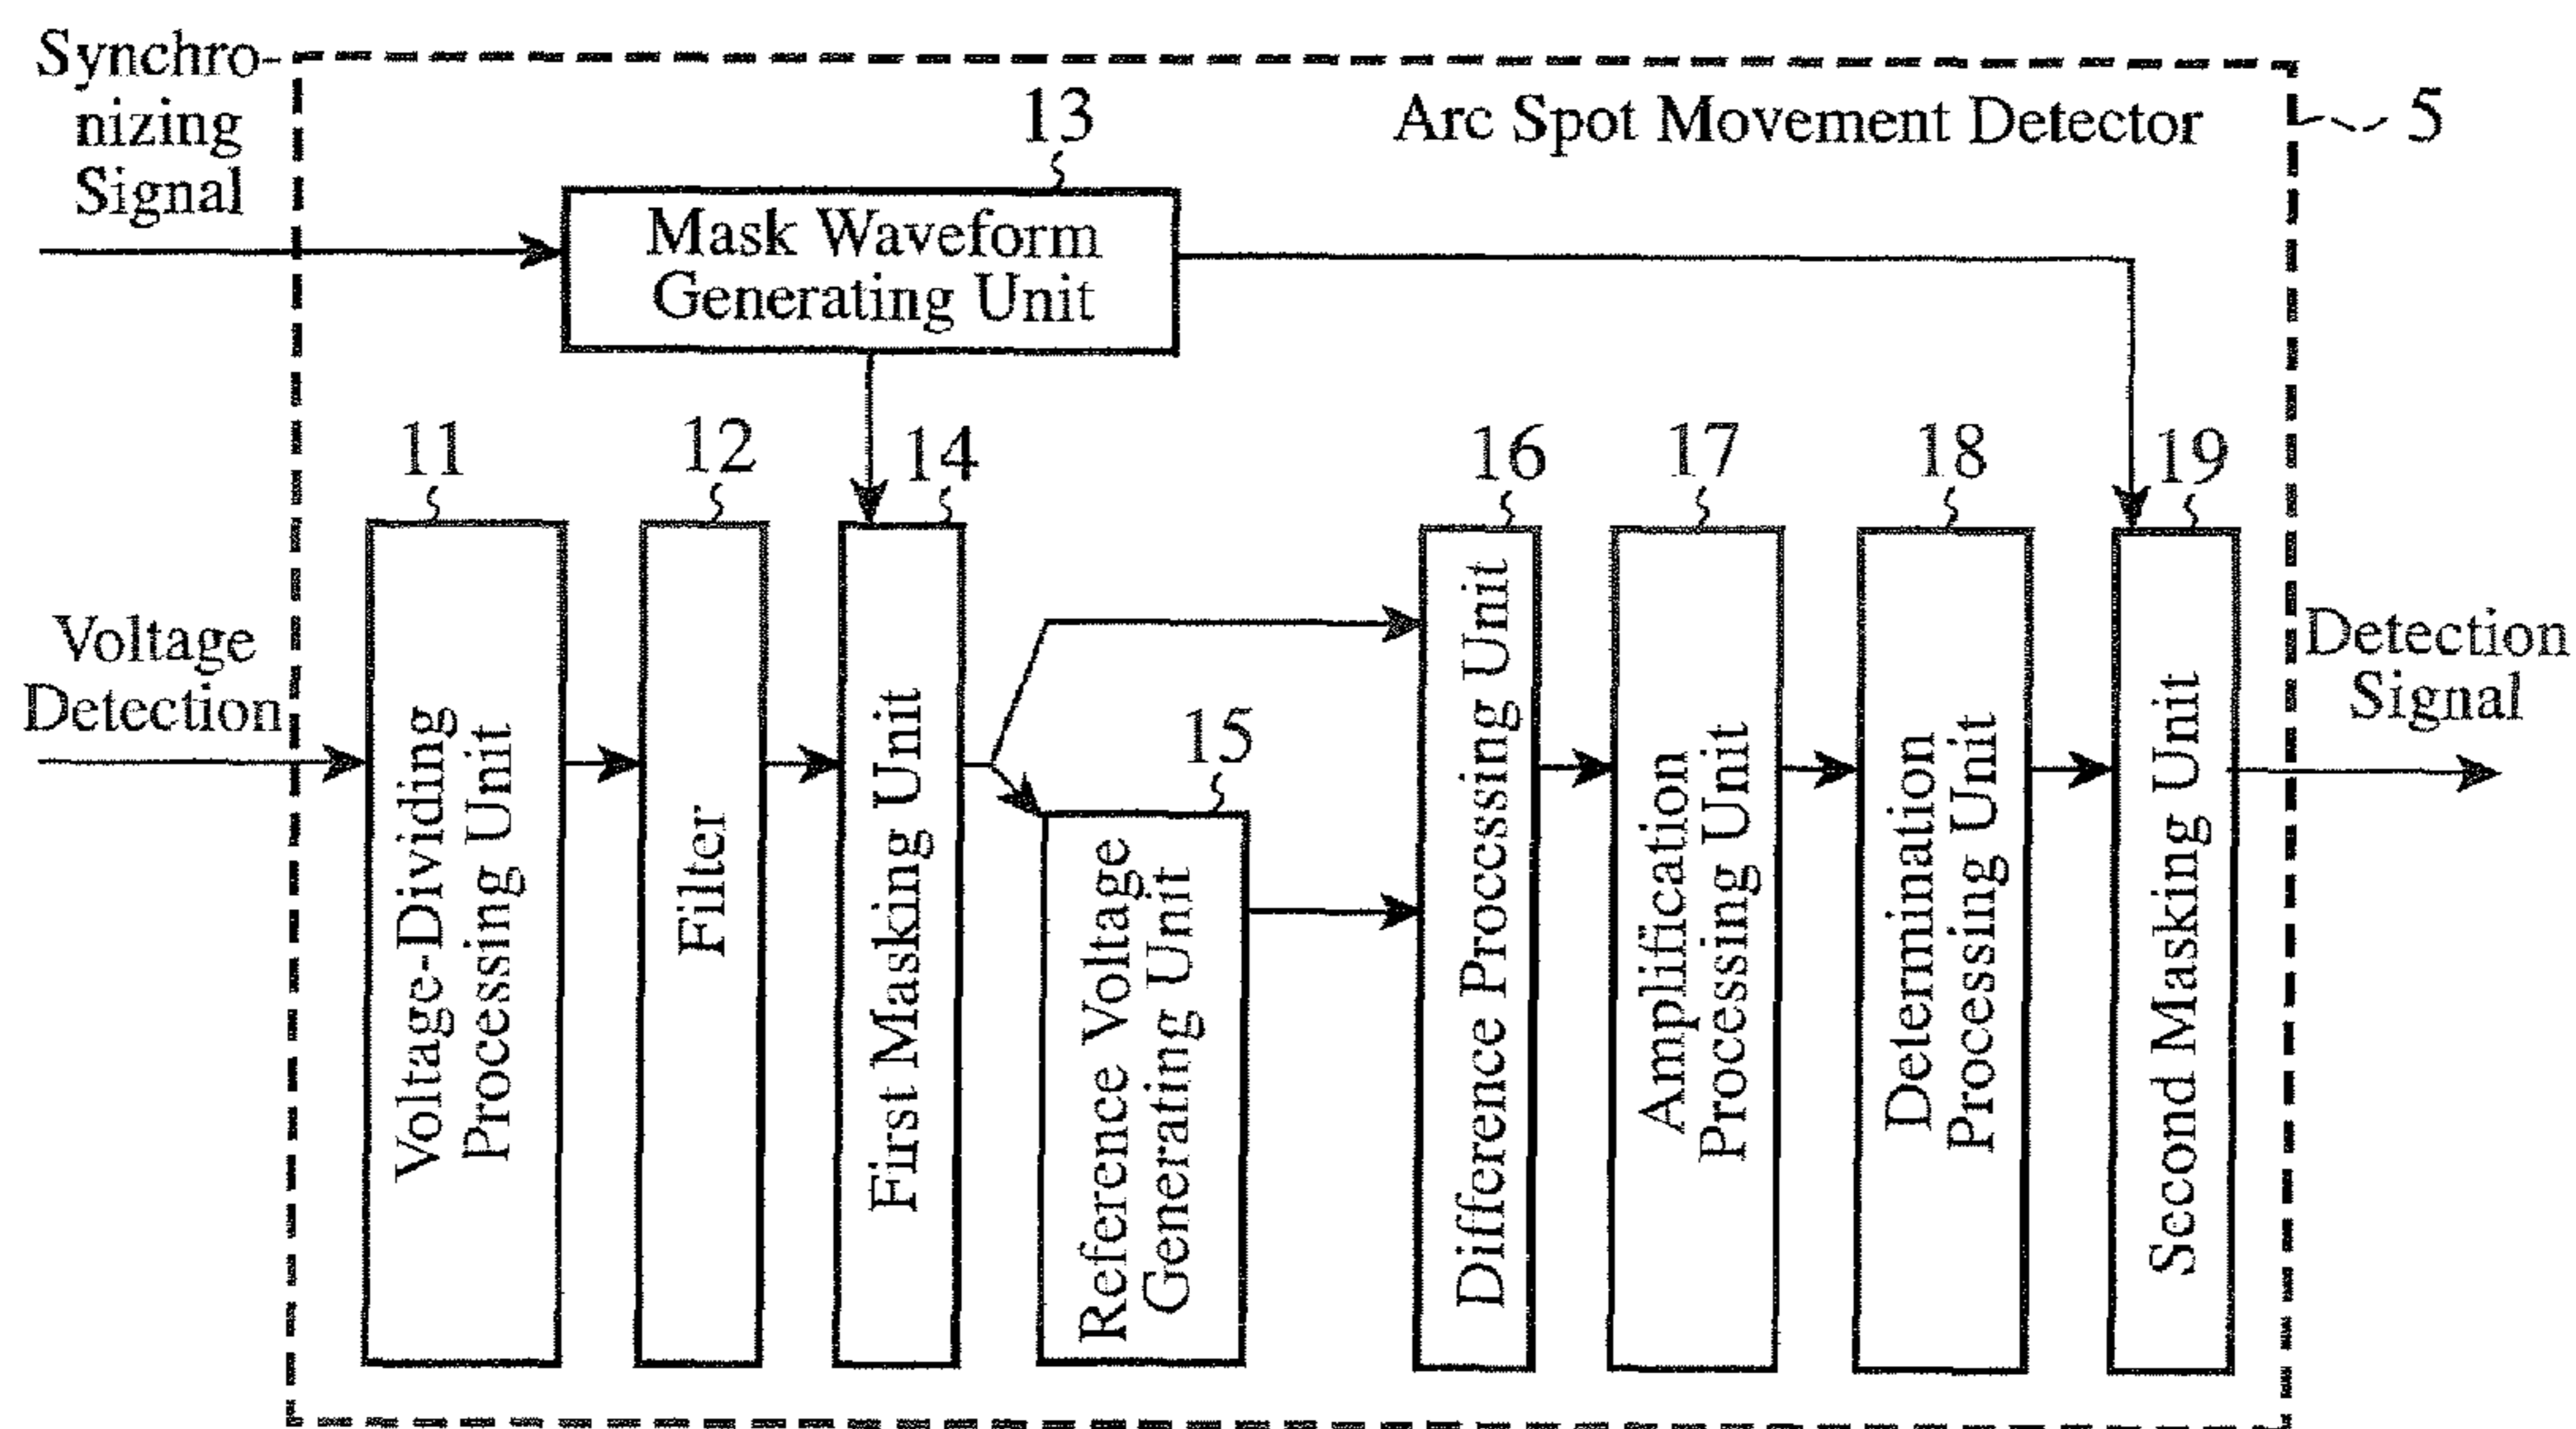 Synchro-
nizing
Signal
Arc Spot Movement Detector
5
13
Mask Waveform
Generating Unit
11
12
14
16
17
18
19
Voltage
Detection
Voltage-Dividing
Processing Unit
Filter
First Masking Unit
15
Reference Voltage
Generating Unit
Difference Processing Unit
Amplification
Processing Unit
Determination
Processing Unit
Second Masking Unit
Detection
Signal